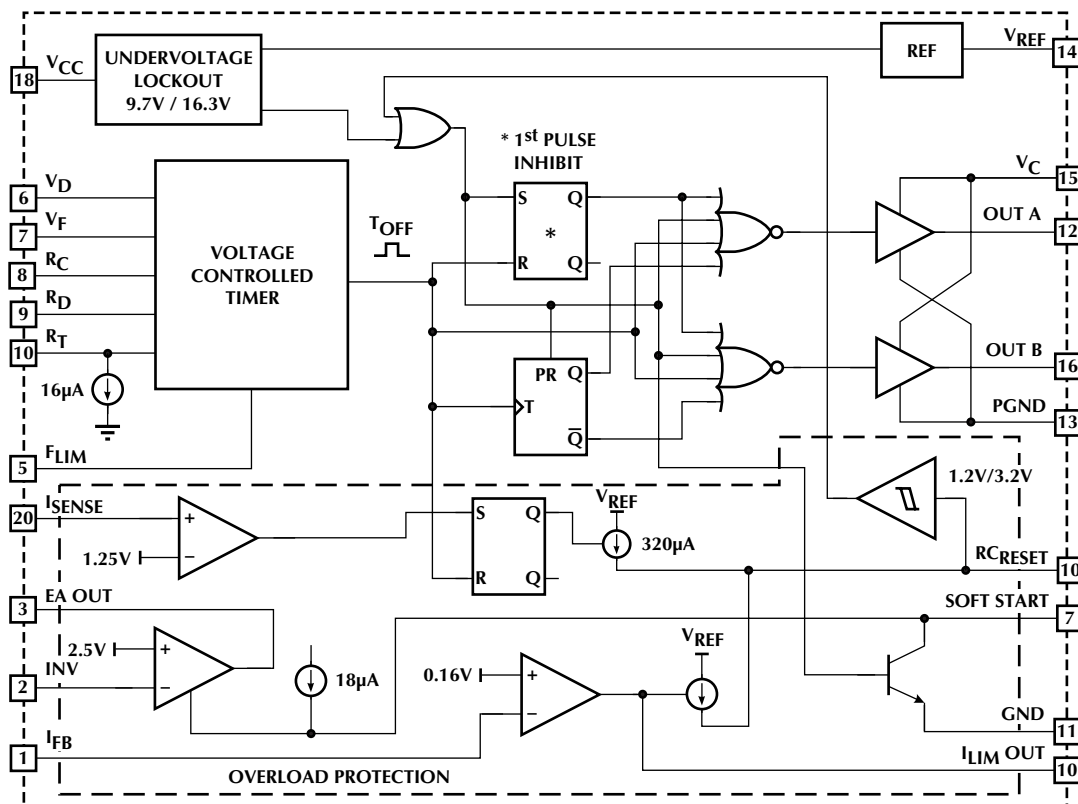 18
VCC
UNDERVOLTAGE
LOCKOUT
9.7V / 16.3V
REF
VREF
14
* 1st PULSE
INHIBIT
6
VD
7
VF
8
RC
9
RD
10
RT
16µA
VOLTAGE
CONTROLLED
TIMER
TOFF
S
Q
*
R
Q
PR
Q
T
Q̅
VC
15
OUT A
12
OUT B
16
PGND
13
5
FLIM
20
ISENSE
+
1.25V
−
S
Q
R
Q
VREF
320µA
1.2V/3.2V
RCRESET
10
3
EA OUT
2.5V
+
−
INV
2
18µA
SOFT START
7
0.16V
+
−
VREF
GND
11
IFB
1
ILIM OUT
10
OVERLOAD PROTECTION